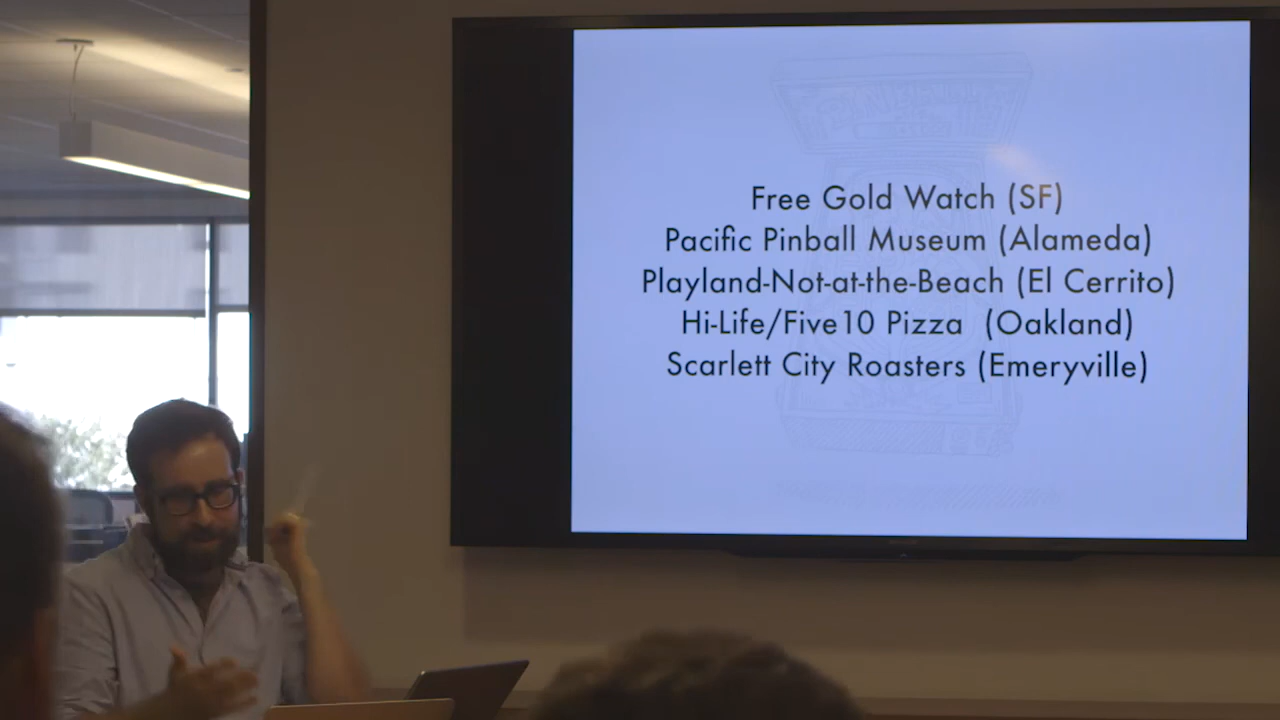 Free Gold Watch (SF)
Pacific Pinball Museum (Alameda)
Playland-Not-at-the-Beach (El Cerrito)
Hi-Life/Five10 Pizza (Oakland)
Scarlett City Roasters (Emeryville)